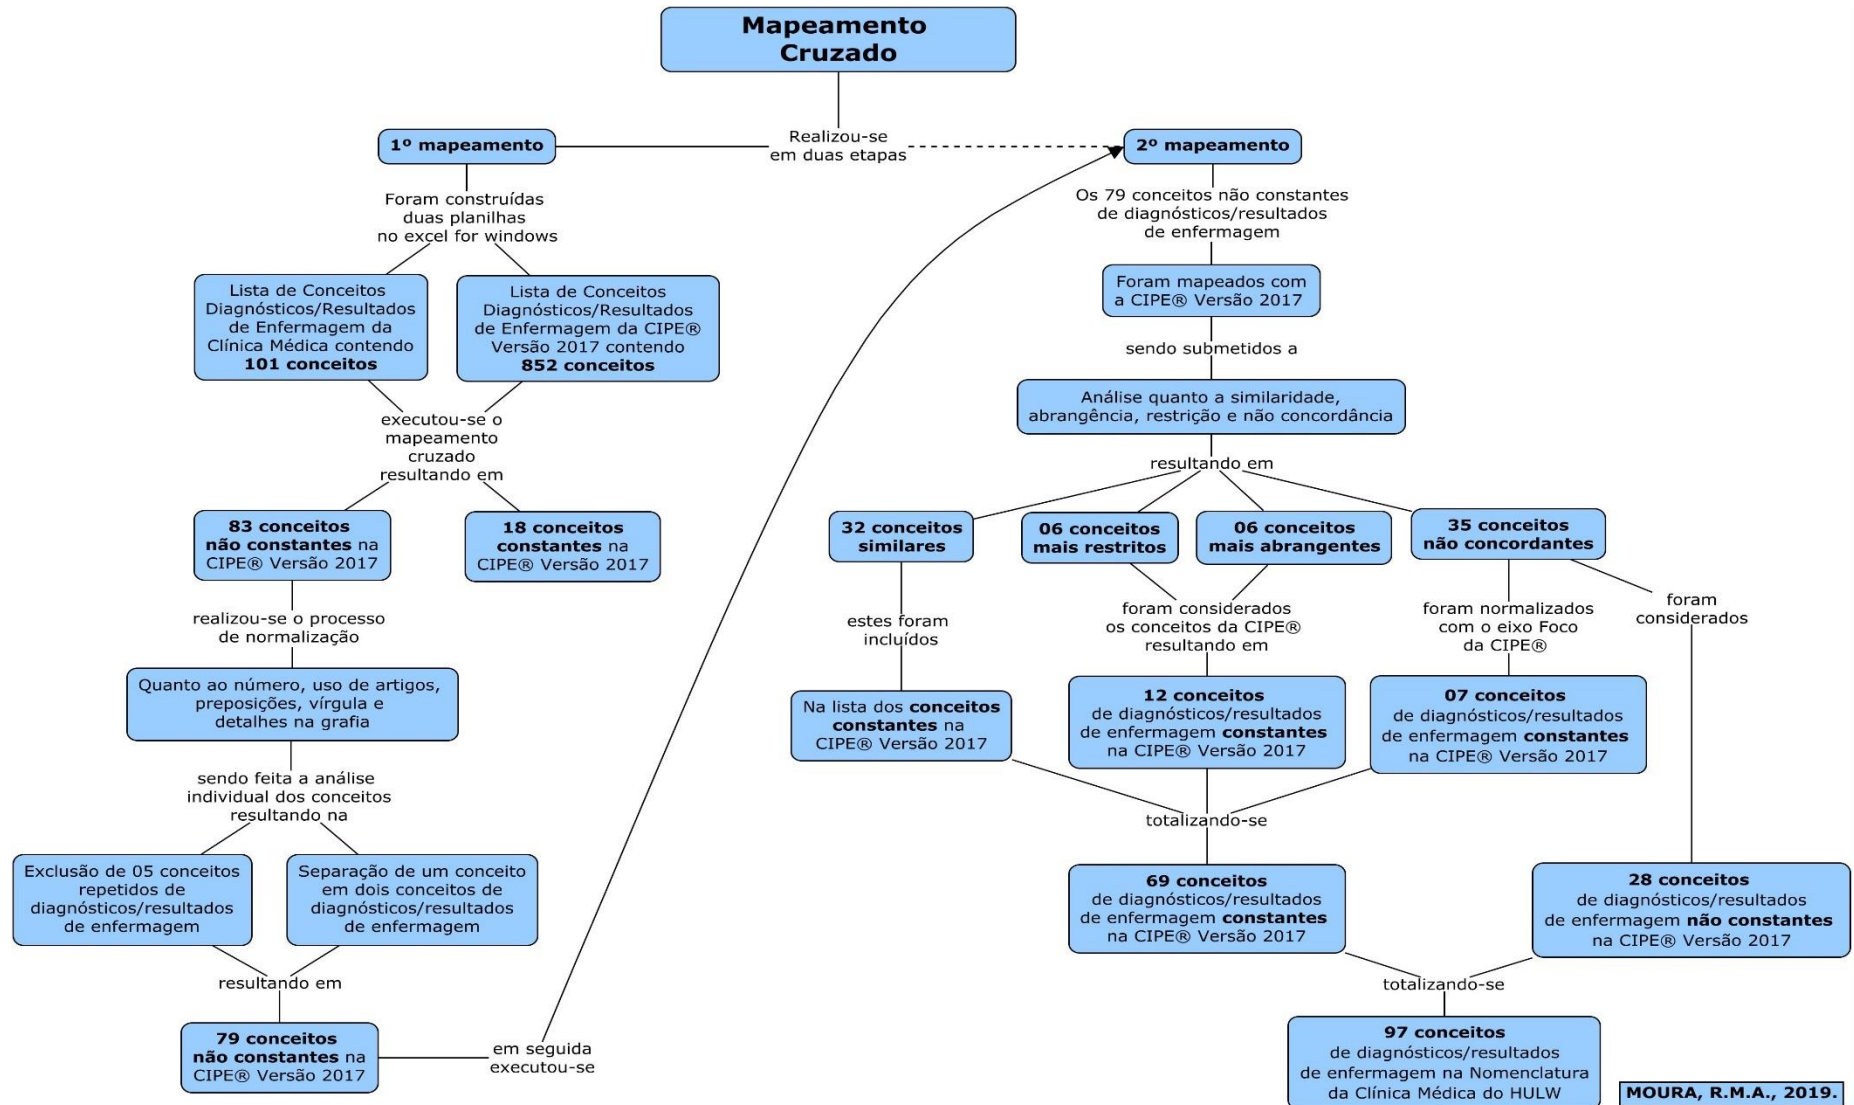 Mapeamento
Cruzado
Realizou-se
em duas etapas
1º mapeamento
Foram construídas
duas planilhas
no excel for windows
Lista de Conceitos
Diagnósticos/Resultados
de Enfermagem da
Clínica Médica contendo
101 conceitos
Lista de Conceitos
Diagnósticos/Resultados
de Enfermagem da CIPE®
Versão 2017 contendo
852 conceitos
executou-se o
mapeamento
cruzado
resultando em
83 conceitos
não constantes na
CIPE® Versão 2017
18 conceitos
constantes na
CIPE® Versão 2017
realizou-se o processo
de normalização
Quanto ao número, uso de artigos,
preposições, vírgula e
detalhes na grafia
sendo feita a análise
individual dos conceitos
resultando na
Exclusão de 05 conceitos
repetidos de
diagnósticos/resultados
de enfermagem
Separação de um conceito
em dois conceitos de
diagnósticos/resultados
de enfermagem
resultando em
79 conceitos
não constantes na
CIPE® Versão 2017
em seguida
executou-se
2º mapeamento
Os 79 conceitos não constantes
de diagnósticos/resultados
de enfermagem
Foram mapeados com
a CIPE® Versão 2017
sendo submetidos a
Análise quanto a similaridade,
abrangência, restrição e não concordância
resultando em
32 conceitos
similares
06 conceitos
mais restritos
06 conceitos
mais abrangentes
35 conceitos
não concordantes
estes foram
incluídos
foram considerados
os conceitos da CIPE®
resultando em
foram normalizados
com o eixo Foco
da CIPE®
foram
considerados
Na lista dos conceitos
constantes na
CIPE® Versão 2017
12 conceitos
de diagnósticos/resultados
de enfermagem constantes
na CIPE® Versão 2017
07 conceitos
de diagnósticos/resultados
de enfermagem constantes
na CIPE® Versão 2017
totalizando-se
69 conceitos
de diagnósticos/resultados
de enfermagem constantes
na CIPE® Versão 2017
28 conceitos
de diagnósticos/resultados
de enfermagem não constantes
na CIPE® Versão 2017
totalizando-se
97 conceitos
de diagnósticos/resultados
de enfermagem na Nomenclatura
da Clínica Médica do HULW
MOURA, R.M.A., 2019.